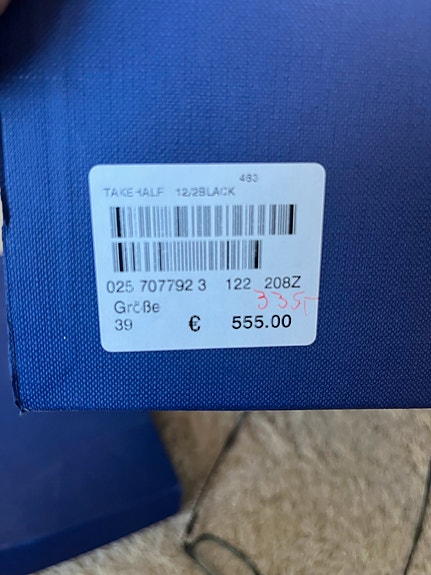 463
TAKEHALF 12/2BLACK
025 707792 3 122 208Z
335,-
Größe
39 € 555.00